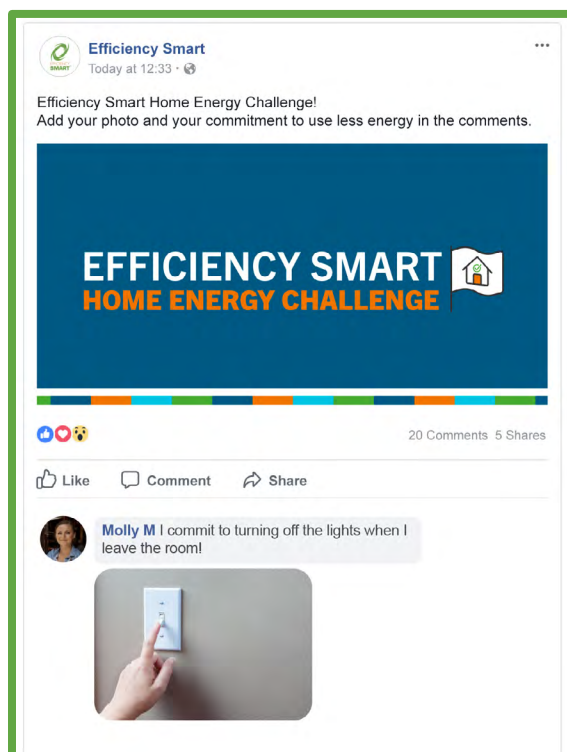 Efficiency Smart
SMART
Today at 12:33 ·
Efficiency Smart Home Energy Challenge!
Add your photo and your commitment to use less energy in the comments.
EFFICIENCY SMART
HOME ENERGY CHALLENGE
20 Comments 5 Shares
Like Comment Share
Molly M I commit to turning off the lights when I
leave the room!